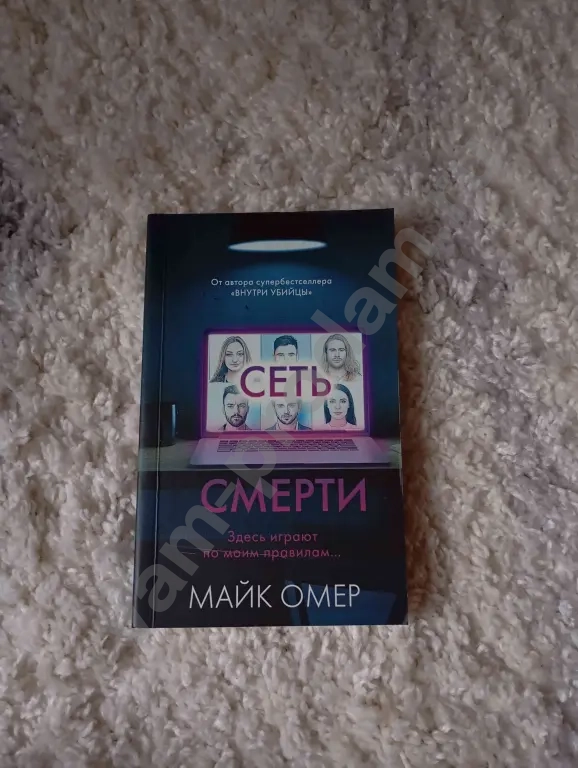 От автора супербестселлера
«ВНУТРИ УБИЙЦЫ»
СЕТЬ
СМЕРТИ
Здесь играют
по моим правилам...
МАЙК ОМЕР